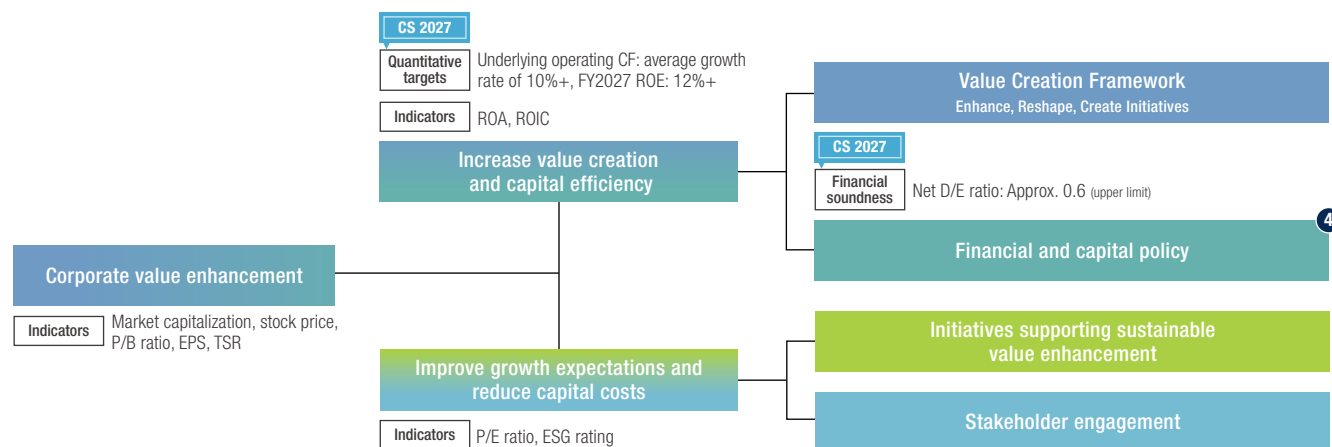 CS 2027
Quantitative
targets
Underlying operating CF: average growth
rate of 10%+, FY2027 ROE: 12%+
Indicators
ROA, ROIC
Increase value creation
and capital efficiency
Value Creation Framework
Enhance, Reshape, Create Initiatives
CS 2027
Financial
soundness
Net D/E ratio: Approx. 0.6 (upper limit)
4
Financial and capital policy
Corporate value enhancement
Indicators
Market capitalization, stock price,
P/B ratio, EPS, TSR
Improve growth expectations and
reduce capital costs
Indicators
P/E ratio, ESG rating
Initiatives supporting sustainable
value enhancement
Stakeholder engagement